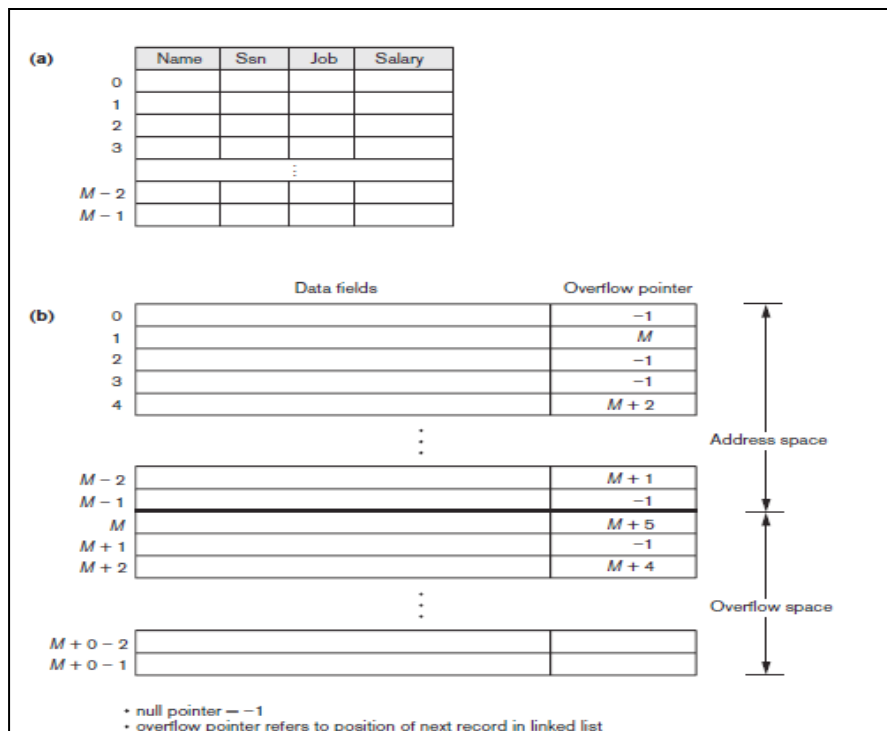 (a) Name Ssn Job Salary
0
1
2
3
⋮
M − 2
M − 1
Data fields Overflow pointer
(b) 0 −1
1 M
2 −1
3 −1
4 M + 2
⋮
Address space
M − 2 M + 1
M − 1 −1
M M + 5
M + 1 −1
M + 2 M + 4
⋮
Overflow space
M + 0 − 2
M + 0 − 1
• null pointer = −1
• overflow pointer refers to position of next record in linked list